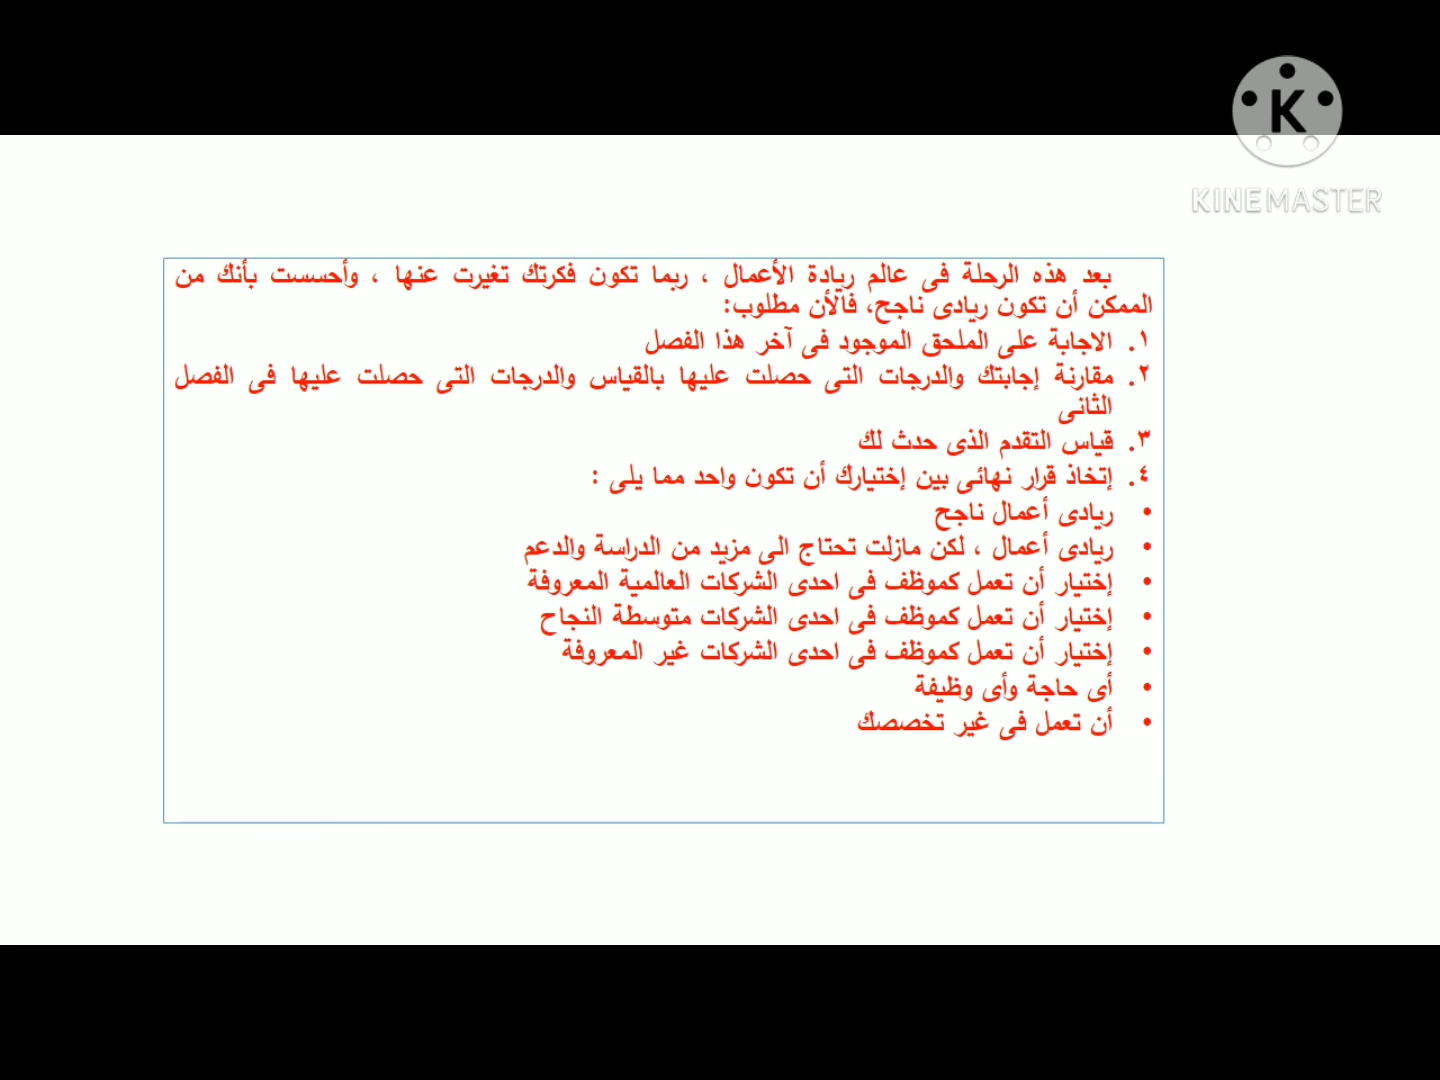 K
KINEMASTER
بعد هذه الرحلة فى عالم ريادة الأعمال ، ربما تكون فكرتك تغيرت عنها ، وأحسست بأنك من
الممكن أن تكون ريادى ناجح، فالأن مطلوب:
١. الاجابة على الملحق الموجود فى آخر هذا الفصل
٢. مقارنة إجابتك والدرجات التى حصلت عليها بالقياس والدرجات التى حصلت عليها فى الفصل
الثانى
٣. قياس التقدم الذى حدث لك
٤. إتخاذ قرار نهائى بين إختيارك أن تكون واحد مما يلى :
• ريادى أعمال ناجح
• ريادى أعمال ، لكن مازلت تحتاج الى مزيد من الدراسة والدعم
• إختيار أن تعمل كموظف فى احدى الشركات العالمية المعروفة
• إختيار أن تعمل كموظف فى احدى الشركات متوسطة النجاح
• إختيار أن تعمل كموظف فى احدى الشركات غير المعروفة
• أى حاجة وأى وظيفة
• أن تعمل فى غير تخصصك